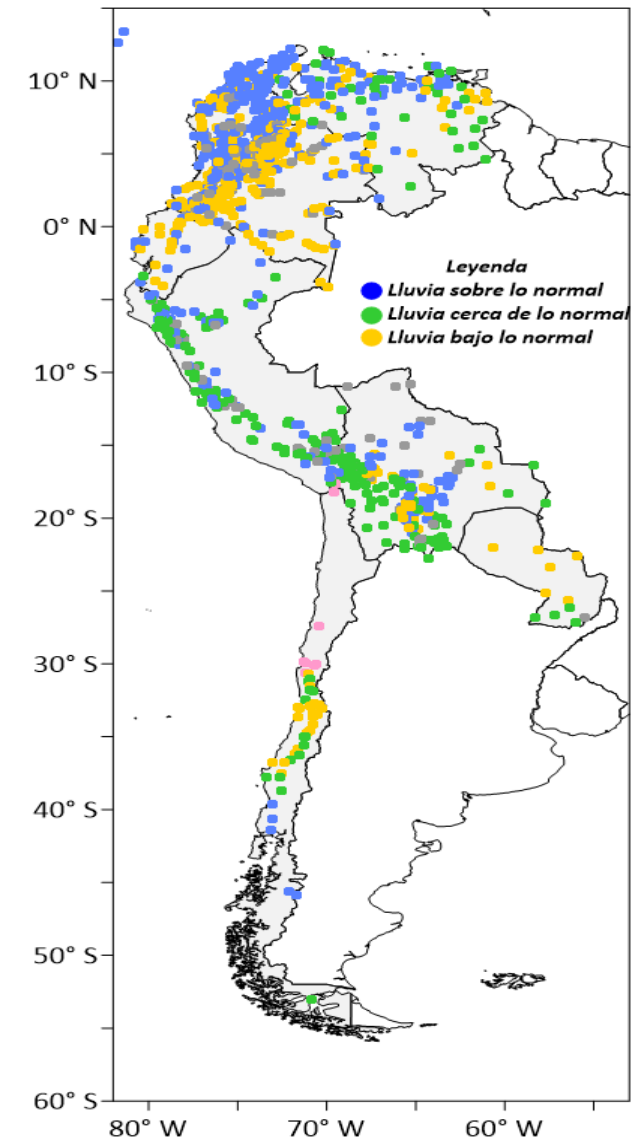 10° N
0° N
Leyenda
Lluvia sobre lo normal
Lluvia cerca de lo normal
Lluvia bajo lo normal
10° S
20° S
30° S
40° S
50° S
60° S
80° W 70° W 60° W